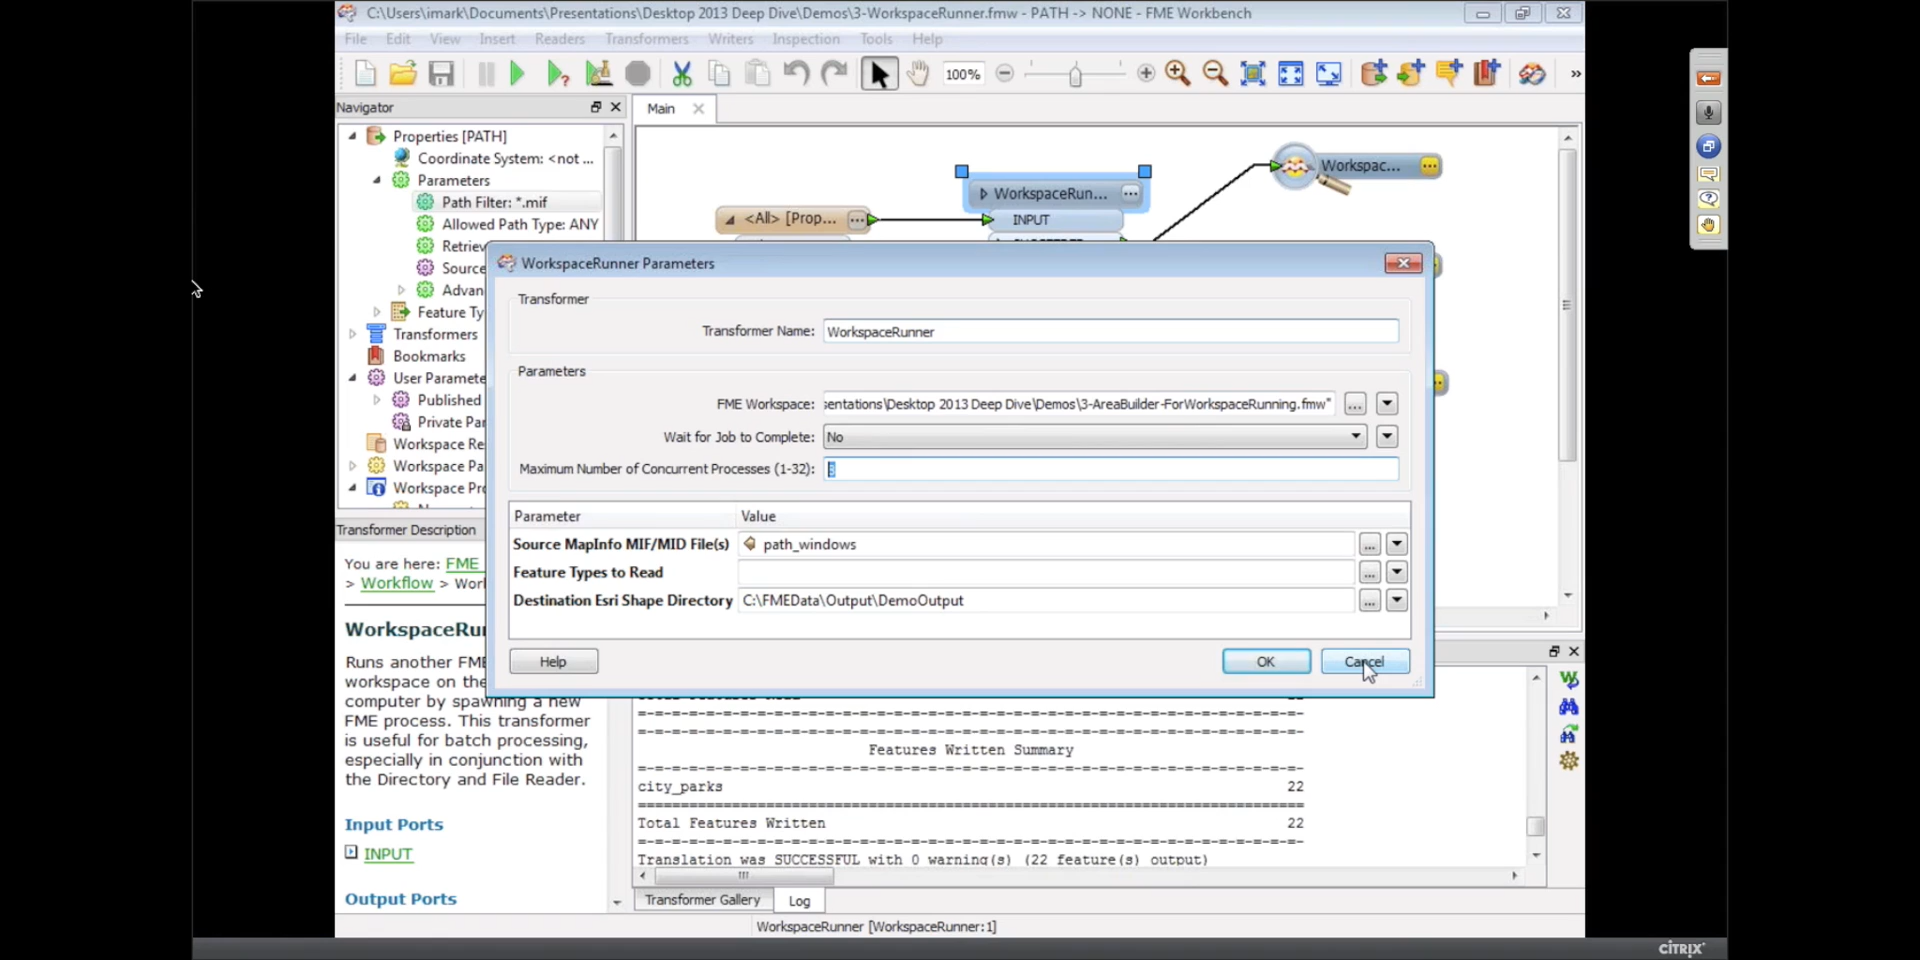 C:\Users\imark\Documents\Presentations\Desktop 2013 Deep Dive\Demos\3-WorkspaceRunner.fmw - PATH -> NONE - FME Workbench
File Edit View Insert Readers Transformers Writers Inspection Tools Help
100%
Navigator
Properties [PATH]
Coordinate System: <not ...
Parameters
Path Filter: *.mif
Allowed Path Type: ANY
Retriev
Source
Advan
Feature Ty
Transformers
Bookmarks
User Paramete
Published
Private Par
Workspace Re
Workspace Pa
Workspace Pro
Main
<All> [Prop...
WorkspaceRun...
INPUT
Workspac...
WorkspaceRunner Parameters
Transformer
Transformer Name: WorkspaceRunner
Parameters
FME Workspace: sentations\Desktop 2013 Deep Dive\Demos\3-AreaBuilder-ForWorkspaceRunning.fmw"
Wait for Job to Complete: No
Maximum Number of Concurrent Processes (1-32):
Parameter Value
Source MapInfo MIF/MID File(s) path_windows
Feature Types to Read
Destination Esri Shape Directory C:\FMEData\Output\DemoOutput
Help OK Cancel
Transformer Description
You are here: FME
> Workflow > Wor
WorkspaceRu
Runs another FME
workspace on the
computer by spawning a new
FME process. This transformer
is useful for batch processing,
especially in conjunction with
the Directory and File Reader.
Input Ports
INPUT
Output Ports
=-=-=-=-=-=-=-=-=-=-=-=-=-=-=-=-=-=-=-=-=-=-=-=-=-=-=-=-=-=-=-=-=-=-=-=-=-
=-=-=-=-=-=-=-=-=-=-=-=-=-=-=-=-=-=-=-=-=-=-=-=-=-=-=-=-=-=-=-=-=-=-=-=-=-
Features Written Summary
=-=-=-=-=-=-=-=-=-=-=-=-=-=-=-=-=-=-=-=-=-=-=-=-=-=-=-=-=-=-=-=-=-=-=-=-=-
city_parks 22
==========================================================================
Total Features Written 22
=-=-=-=-=-=-=-=-=-=-=-=-=-=-=-=-=-=-=-=-=-=-=-=-=-=-=-=-=-=-=-=-=-=-=-=-=-
Translation was SUCCESSFUL with 0 warning(s) (22 feature(s) output)
Transformer Gallery Log
WorkspaceRunner [WorkspaceRunner:1]
CITRIX